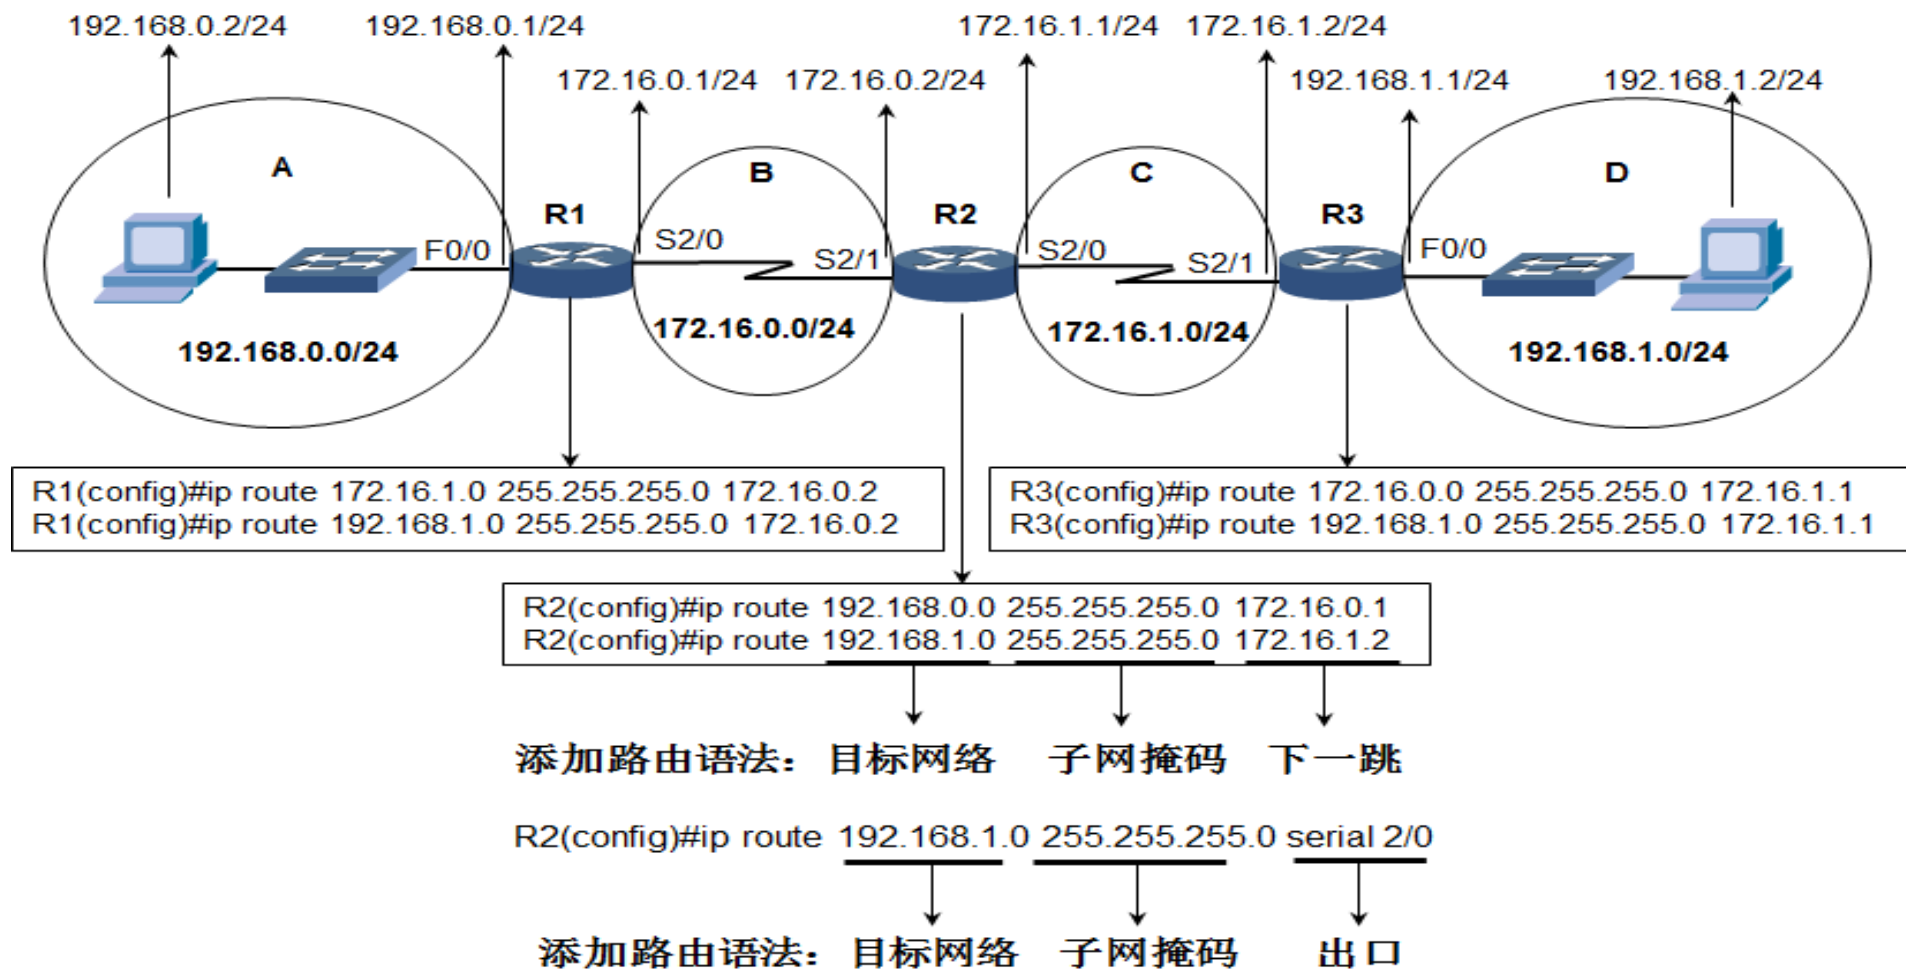 192.168.0.2/24 192.168.0.1/24 172.16.1.1/24 172.16.1.2/24
172.16.0.1/24 172.16.0.2/24 192.168.1.1/24 192.168.1.2/24
A B C D
R1 R2 R3
F0/0 S2/0 S2/1 S2/0 S2/1 F0/0
192.168.0.0/24 172.16.0.0/24 172.16.1.0/24 192.168.1.0/24
R1(config)#ip route 172.16.1.0 255.255.255.0 172.16.0.2
R1(config)#ip route 192.168.1.0 255.255.255.0 172.16.0.2
R3(config)#ip route 172.16.0.0 255.255.255.0 172.16.1.1
R3(config)#ip route 192.168.1.0 255.255.255.0 172.16.1.1
R2(config)#ip route 192.168.0.0 255.255.255.0 172.16.0.1
R2(config)#ip route 192.168.1.0 255.255.255.0 172.16.1.2
添加路由语法：目标网络 子网掩码 下一跳
R2(config)#ip route 192.168.1.0 255.255.255.0 serial 2/0
添加路由语法：目标网络 子网掩码 出口